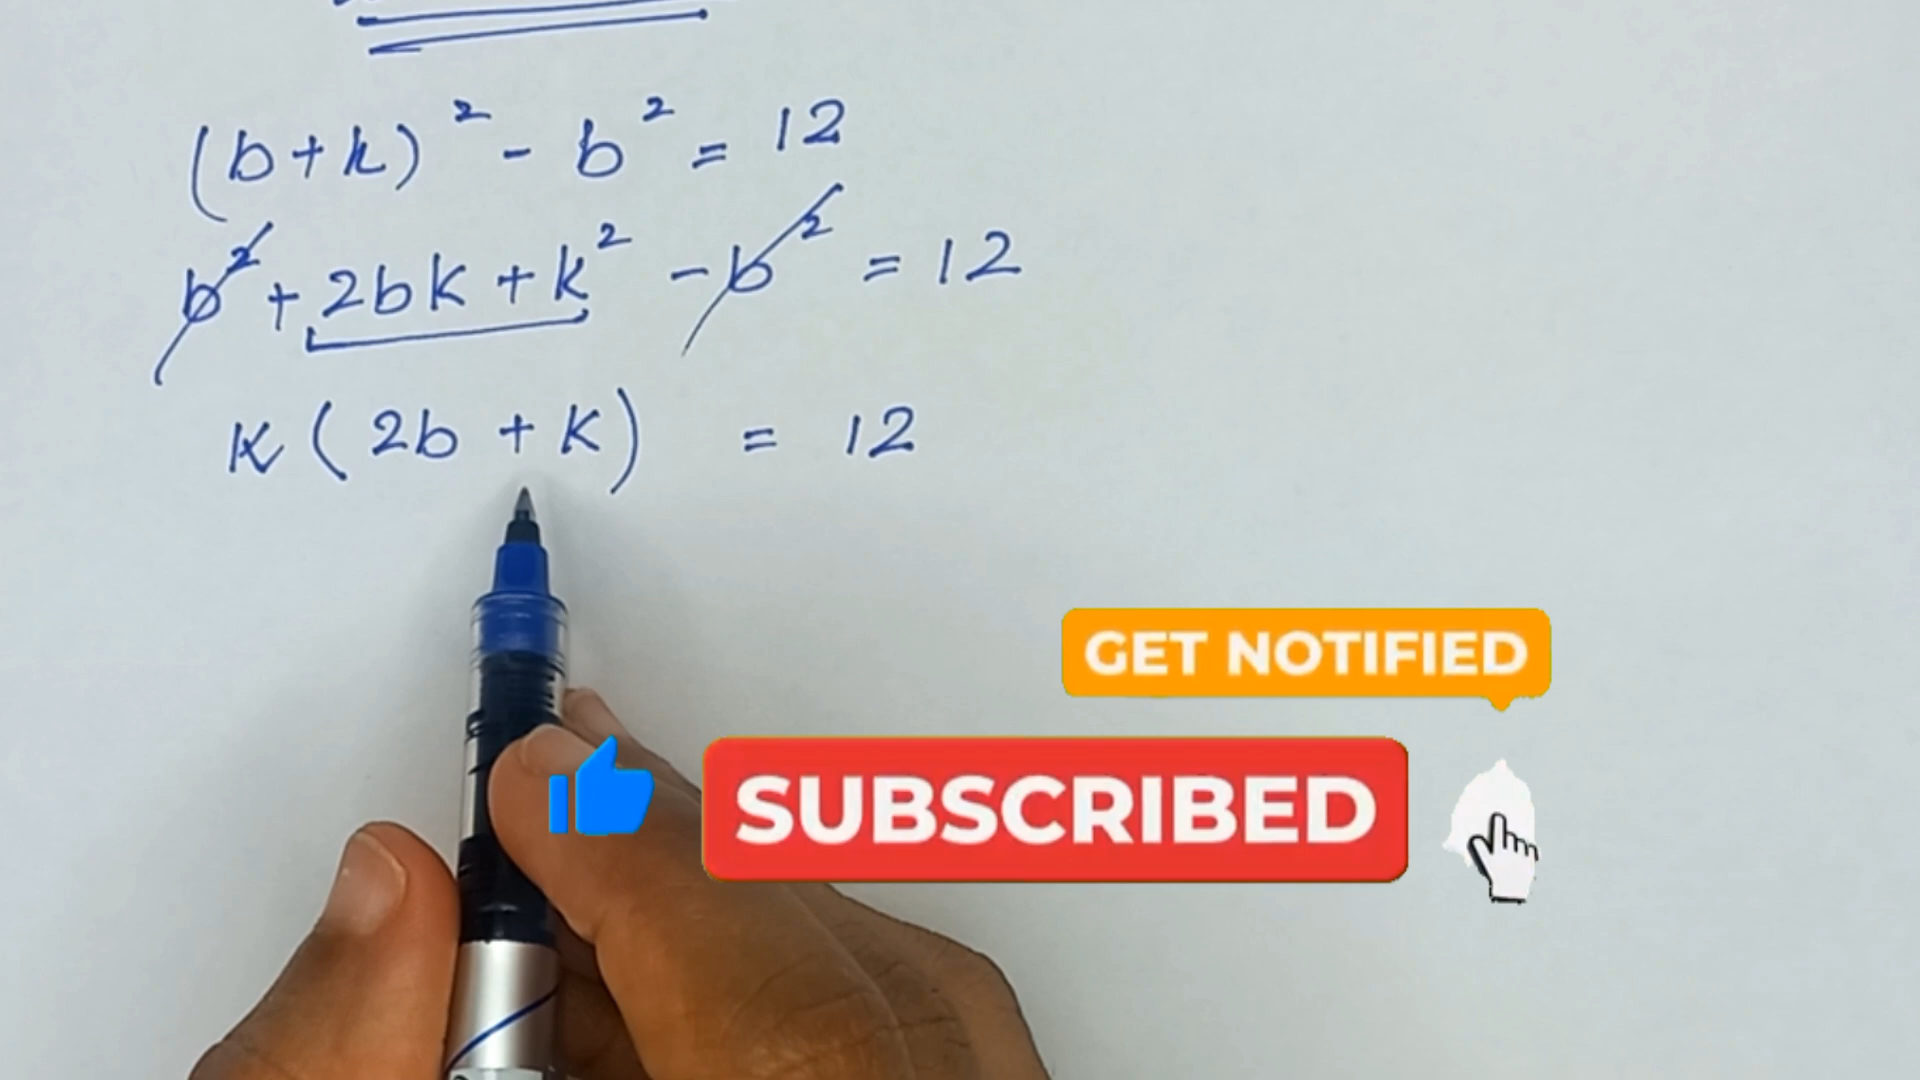 (b+k)² - b² = 12
b² + 2bk + k² - b² = 12
k(2b + k) = 12
GET NOTIFIED
SUBSCRIBED